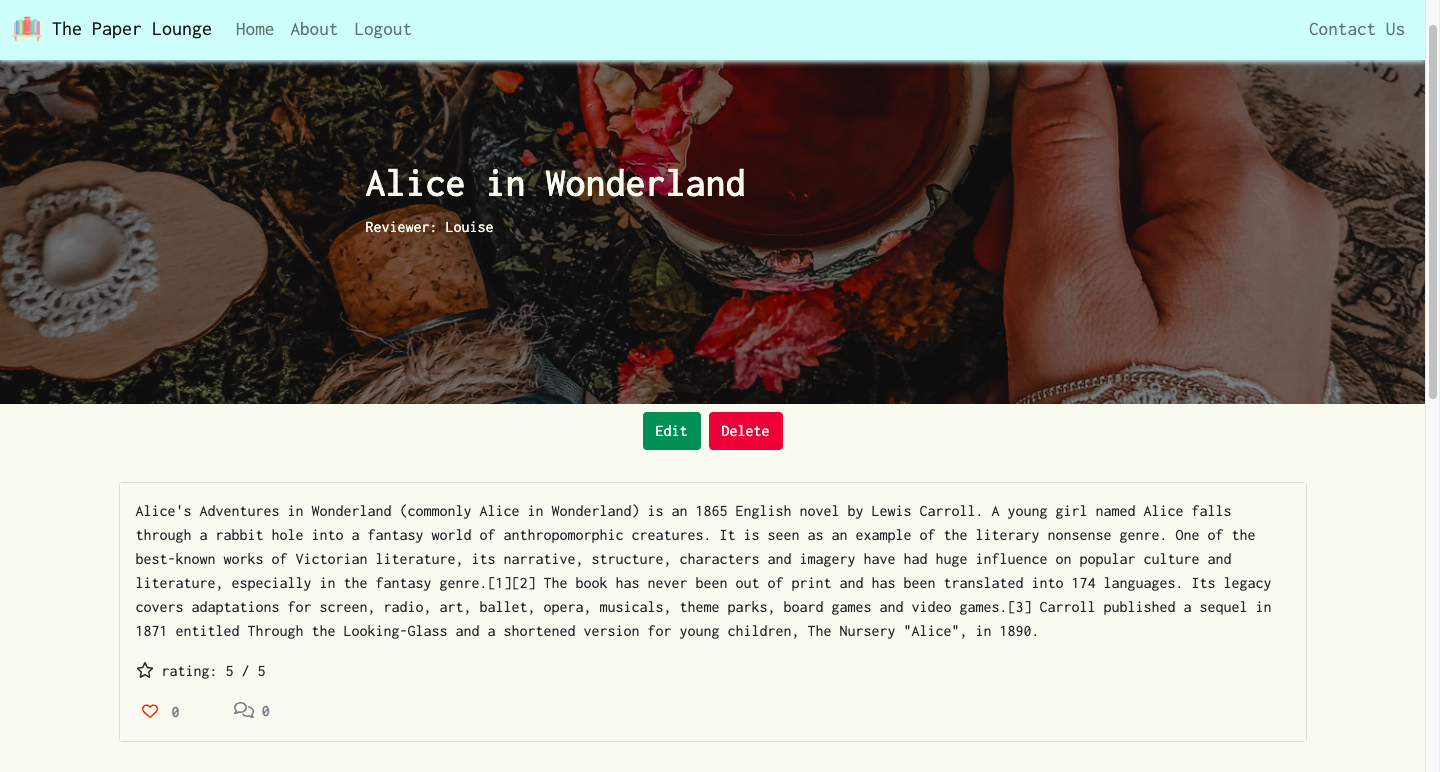 The Paper Lounge Home About Logout Contact Us
AND
Alice in Wonderland
Reviewer: Louise
Edit Delete
Alice's Adventures in Wonderland (commonly Alice in Wonderland) is an 1865 English novel by Lewis Carroll. A young girl named Alice falls
through a rabbit hole into a fantasy world of anthropomorphic creatures. It is seen as an example of the literary nonsense genre. One of the
best-known works of Victorian literature, its narrative, structure, characters and imagery have had huge influence on popular culture and
literature, especially in the fantasy genre.[1][2] The book has never been out of print and has been translated into 174 languages. Its legacy
covers adaptations for screen, radio, art, ballet, opera, musicals, theme parks, board games and video games.[3] Carroll published a sequel in
1871 entitled Through the Looking-Glass and a shortened version for young children, The Nursery "Alice", in 1890.
rating: 5 / 5
0 0